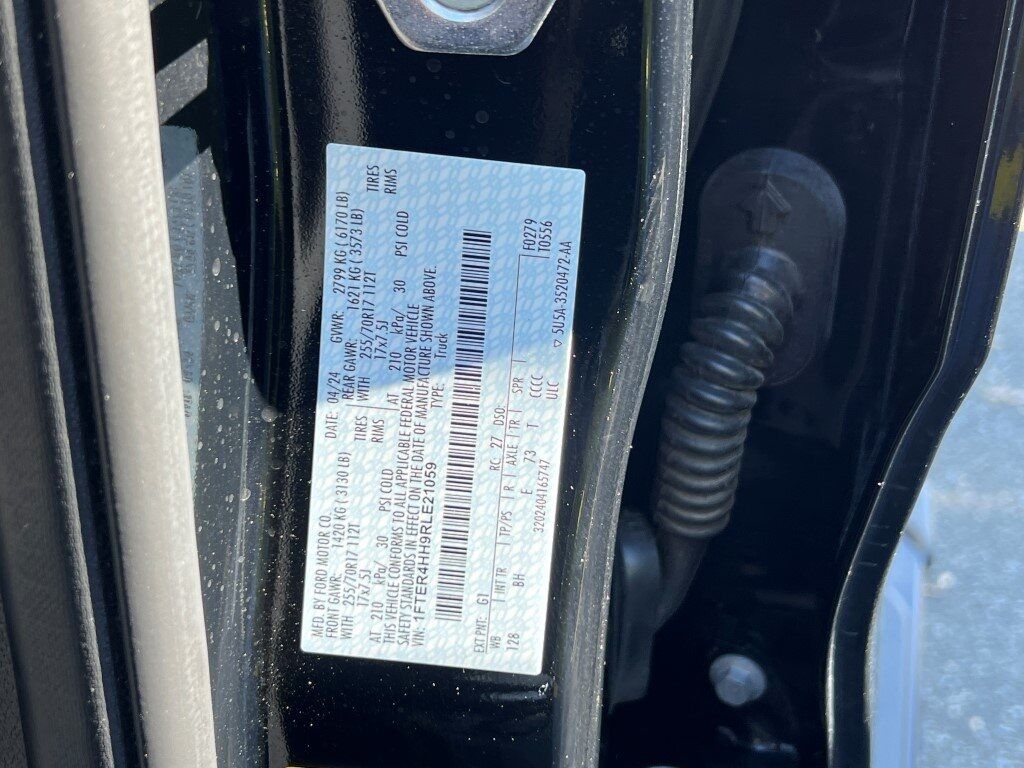 MFD. BY FORD MOTOR CO.
DATE: 04/24 GVWR: 2799 KG ( 6170 LB)
FRONT GAWR: 1420 KG ( 3130 LB) REAR GAWR: 1621 KG ( 3573 LB)
WITH 255/70R17 112T TIRES WITH 255/70R17 112T TIRES
17x7.5J RIMS 17x7.5J RIMS
AT 210 kPa/ 30 PSI COLD AT 210 kPa/ 30 PSI COLD
THIS VEHICLE CONFORMS TO ALL APPLICABLE FEDERAL MOTOR VEHICLE
SAFETY STANDARDS IN EFFECT ON THE DATE OF MANUFACTURE SHOWN ABOVE.
VIN: 1FTER4HH9RLE21059 TYPE: Truck
F0279
T0556
EXT PNT: G1 RC: 27 DSO:
WB INT TR TP/PS R AXLE TR SPR
128 BH E 73 T CCCC
UEC
3202404165747
▽ 5U5A-3520472-AA